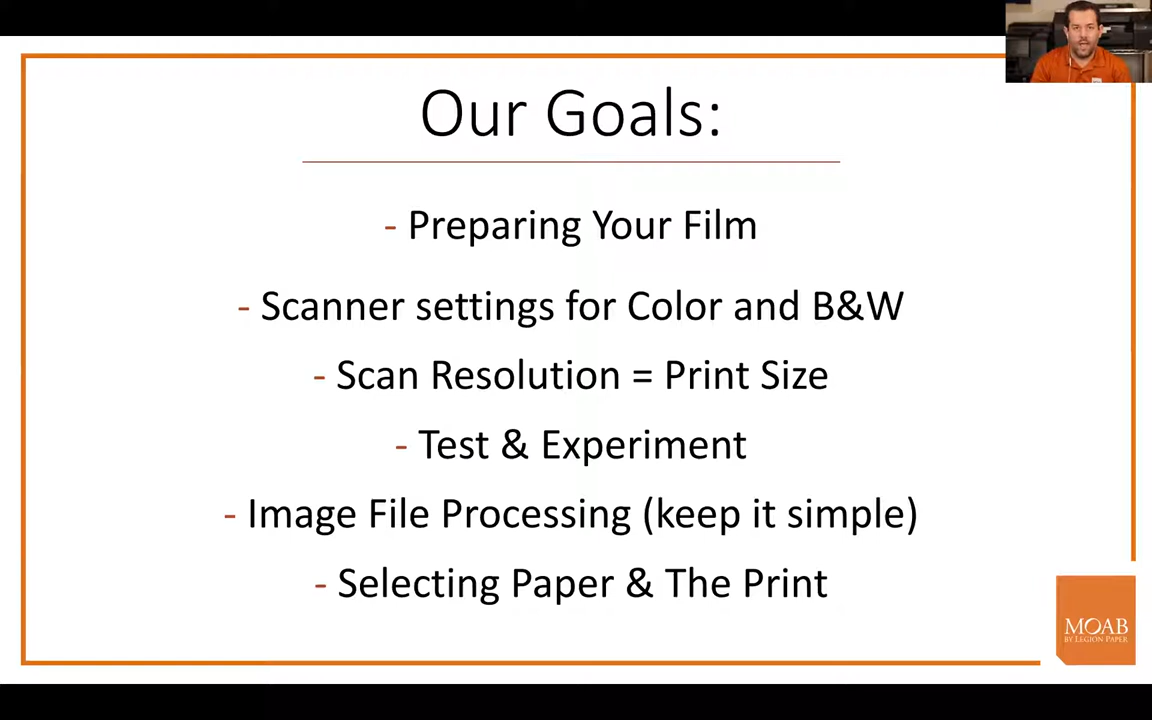 Our Goals:
- Preparing Your Film
- Scanner settings for Color and B&W
- Scan Resolution = Print Size
- Test & Experiment
- Image File Processing (keep it simple)
- Selecting Paper & The Print
MOAB
BY LEGION PAPER